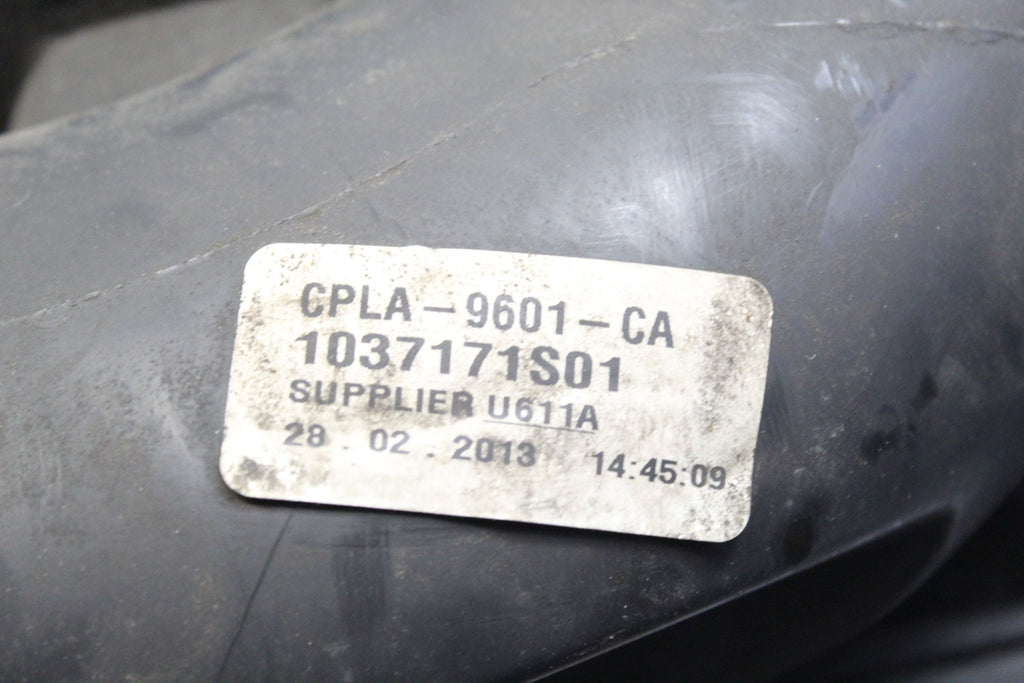 CPLA-9601-CA
1037171S01
SUPPLIER U611A
28.02.2013 14:45:09